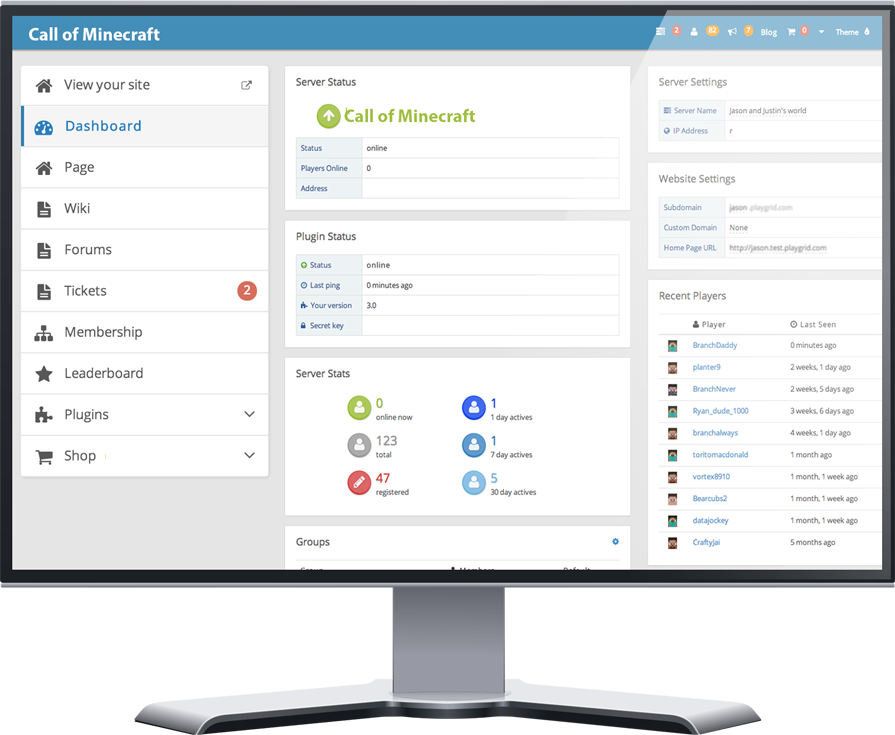 Call of Minecraft
2
82
7
Blog
0
Theme
View your site
Dashboard
Page
Wiki
Forums
Tickets 2
Membership
Leaderboard
Plugins
Shop
Server Status
Call of Minecraft
Status online
Players Online 0
Address
Plugin Status
Status online
Last ping 0 minutes ago
Your version 3.0
Secret key
Server Stats
0 online now
1 1 day actives
123 total
1 7 day actives
47 registered
5 30 day actives
Groups
Group Members Default
Server Settings
Server Name Jason and Justin's world
IP Address r
Website Settings
Subdomain jason .playgrid.com
Custom Domain None
Home Page URL http://jason.test.playgrid.com
Recent Players
Player Last Seen
BranchDaddy 0 minutes ago
planter9 2 weeks, 1 day ago
BranchNever 2 weeks, 5 days ago
Ryan_dude_1000 3 weeks, 6 days ago
branchalways 4 weeks, 1 day ago
toritomacdonald 1 month ago
vortex8910 1 month, 1 week ago
Bearcubs2 1 month, 1 week ago
datajockey 1 month, 1 week ago
CraftyJai 5 months ago